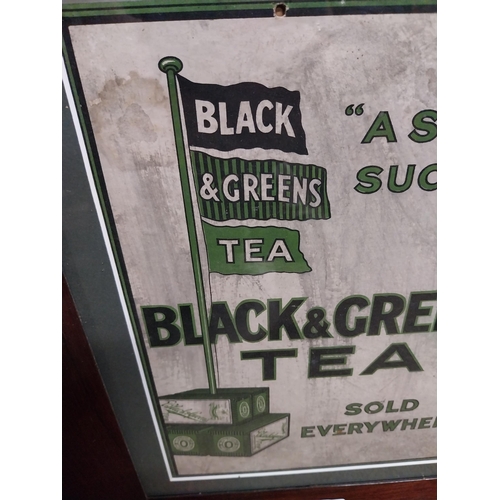 BLACK
& GREENS
TEA
"A S
SUC
BLACK & GREE
TEA
SOLD
EVERYWHE